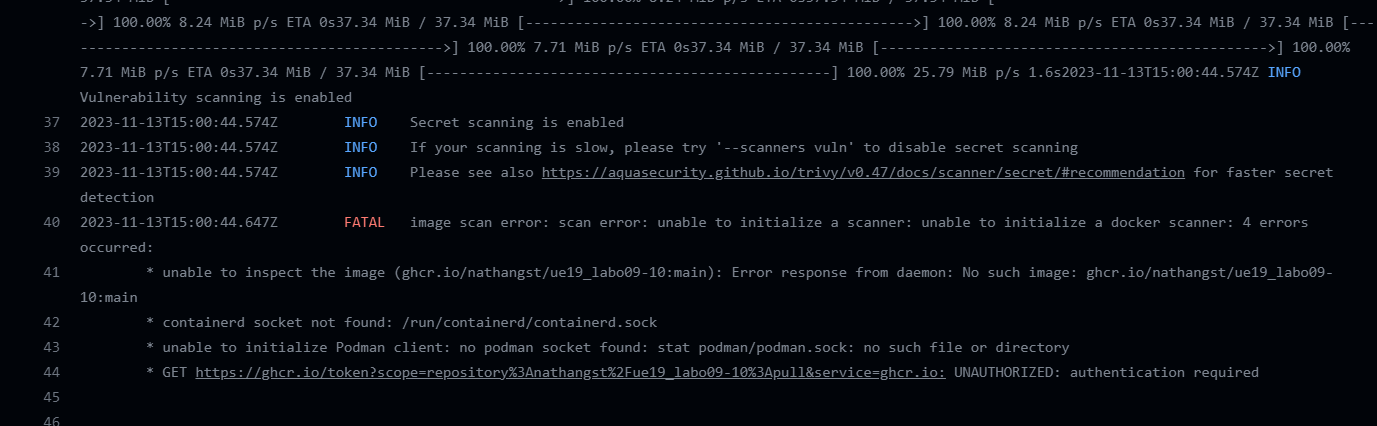 ->] 100.00% 8.24 MiB p/s ETA 0s37.34 MiB / 37.34 MiB [----------------------------------------------->] 100.00% 8.24 MiB p/s ETA 0s37.34 MiB / 37.34 MiB [---
-------------------------------------------->] 100.00% 7.71 MiB p/s ETA 0s37.34 MiB / 37.34 MiB [----------------------------------------------->] 100.00%
7.71 MiB p/s ETA 0s37.34 MiB / 37.34 MiB [-------------------------------------------------] 100.00% 25.79 MiB p/s 1.6s2023-11-13T15:00:44.574Z INFO
Vulnerability scanning is enabled
37 2023-11-13T15:00:44.574Z INFO Secret scanning is enabled
38 2023-11-13T15:00:44.574Z INFO If your scanning is slow, please try '--scanners vuln' to disable secret scanning
39 2023-11-13T15:00:44.574Z INFO Please see also https://aquasecurity.github.io/trivy/v0.47/docs/scanner/secret/#recommendation for faster secret
detection
40 2023-11-13T15:00:44.647Z FATAL image scan error: scan error: unable to initialize a scanner: unable to initialize a docker scanner: 4 errors
occurred:
41 * unable to inspect the image (ghcr.io/nathangst/ue19_labo09-10:main): Error response from daemon: No such image: ghcr.io/nathangst/ue19_labo09-
10:main
42 * containerd socket not found: /run/containerd/containerd.sock
43 * unable to initialize Podman client: no podman socket found: stat podman/podman.sock: no such file or directory
44 * GET https://ghcr.io/token?scope=repository%3Anathangst%2Fue19_labo09-10%3Apull&service=ghcr.io: UNAUTHORIZED: authentication required
45
46